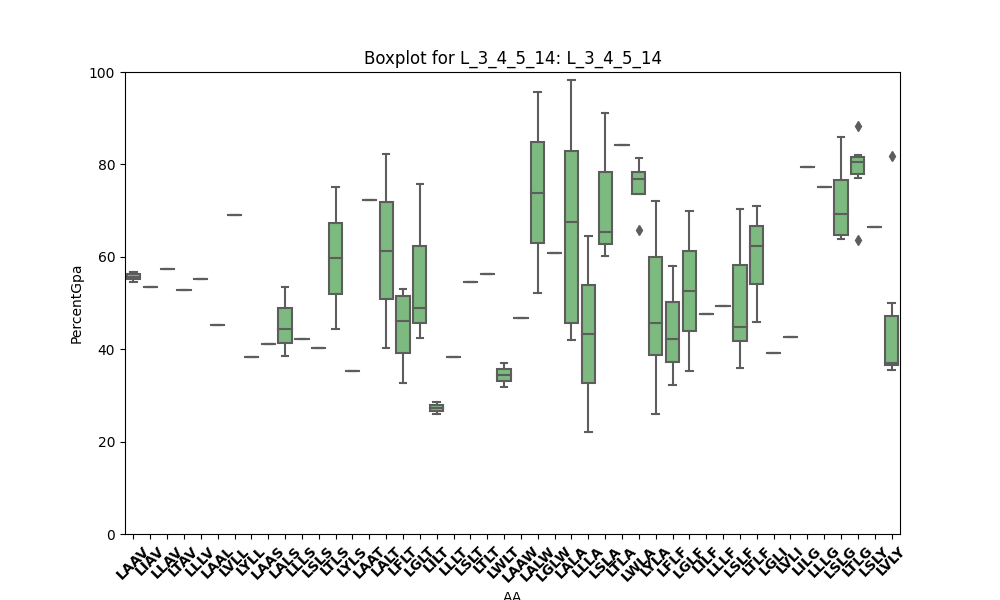 Boxplot for L_3_4_5_14: L_3_4_5_14
100
80
60
40
20
0
PercentGpa
LAAV LIAV LLAV LTAV LLLV LAAL LVLL LYLL LAAS LALS LLLS LSLS LTLS LYLS LAAT LALT LFLT LGLT LILT LLLT LSLT LTLT LWLT LAAW LALW LGLW LALA LLLA LSLA LTLA LWLA LYLA LFLF LGLF LILF LLLF LSLF LTLF LGLI LVLI LILG LLLG LSLG LTLG LSLY LVLY
AA